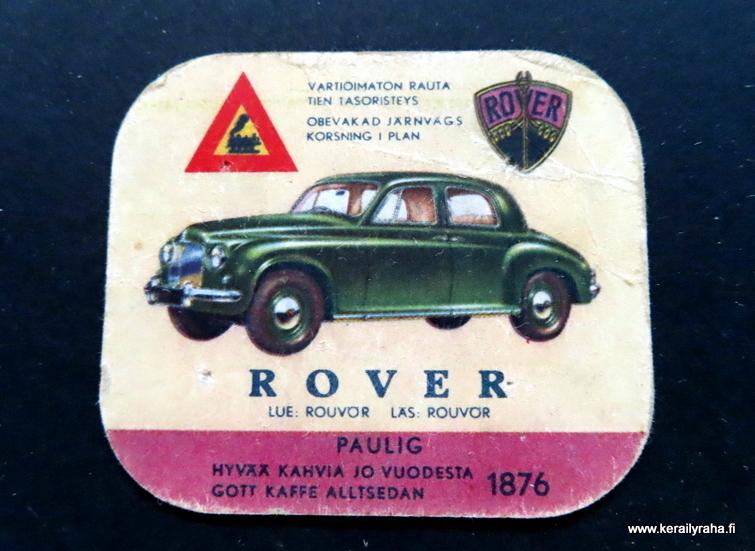 VARTIOIMATON RAUTA
TIEN TASORISTEYS
OBEVAKAD JÄRNVÄGS
KORSNING I PLAN
ROVER
ROVER
LUE: ROUVÖR LÄS: ROUVÖR
PAULIG
HYVÄÄ KAHVIA JO VUODESTA
GOTT KAFFE ALLTSEDAN 1876
www.kerailyraha.fi